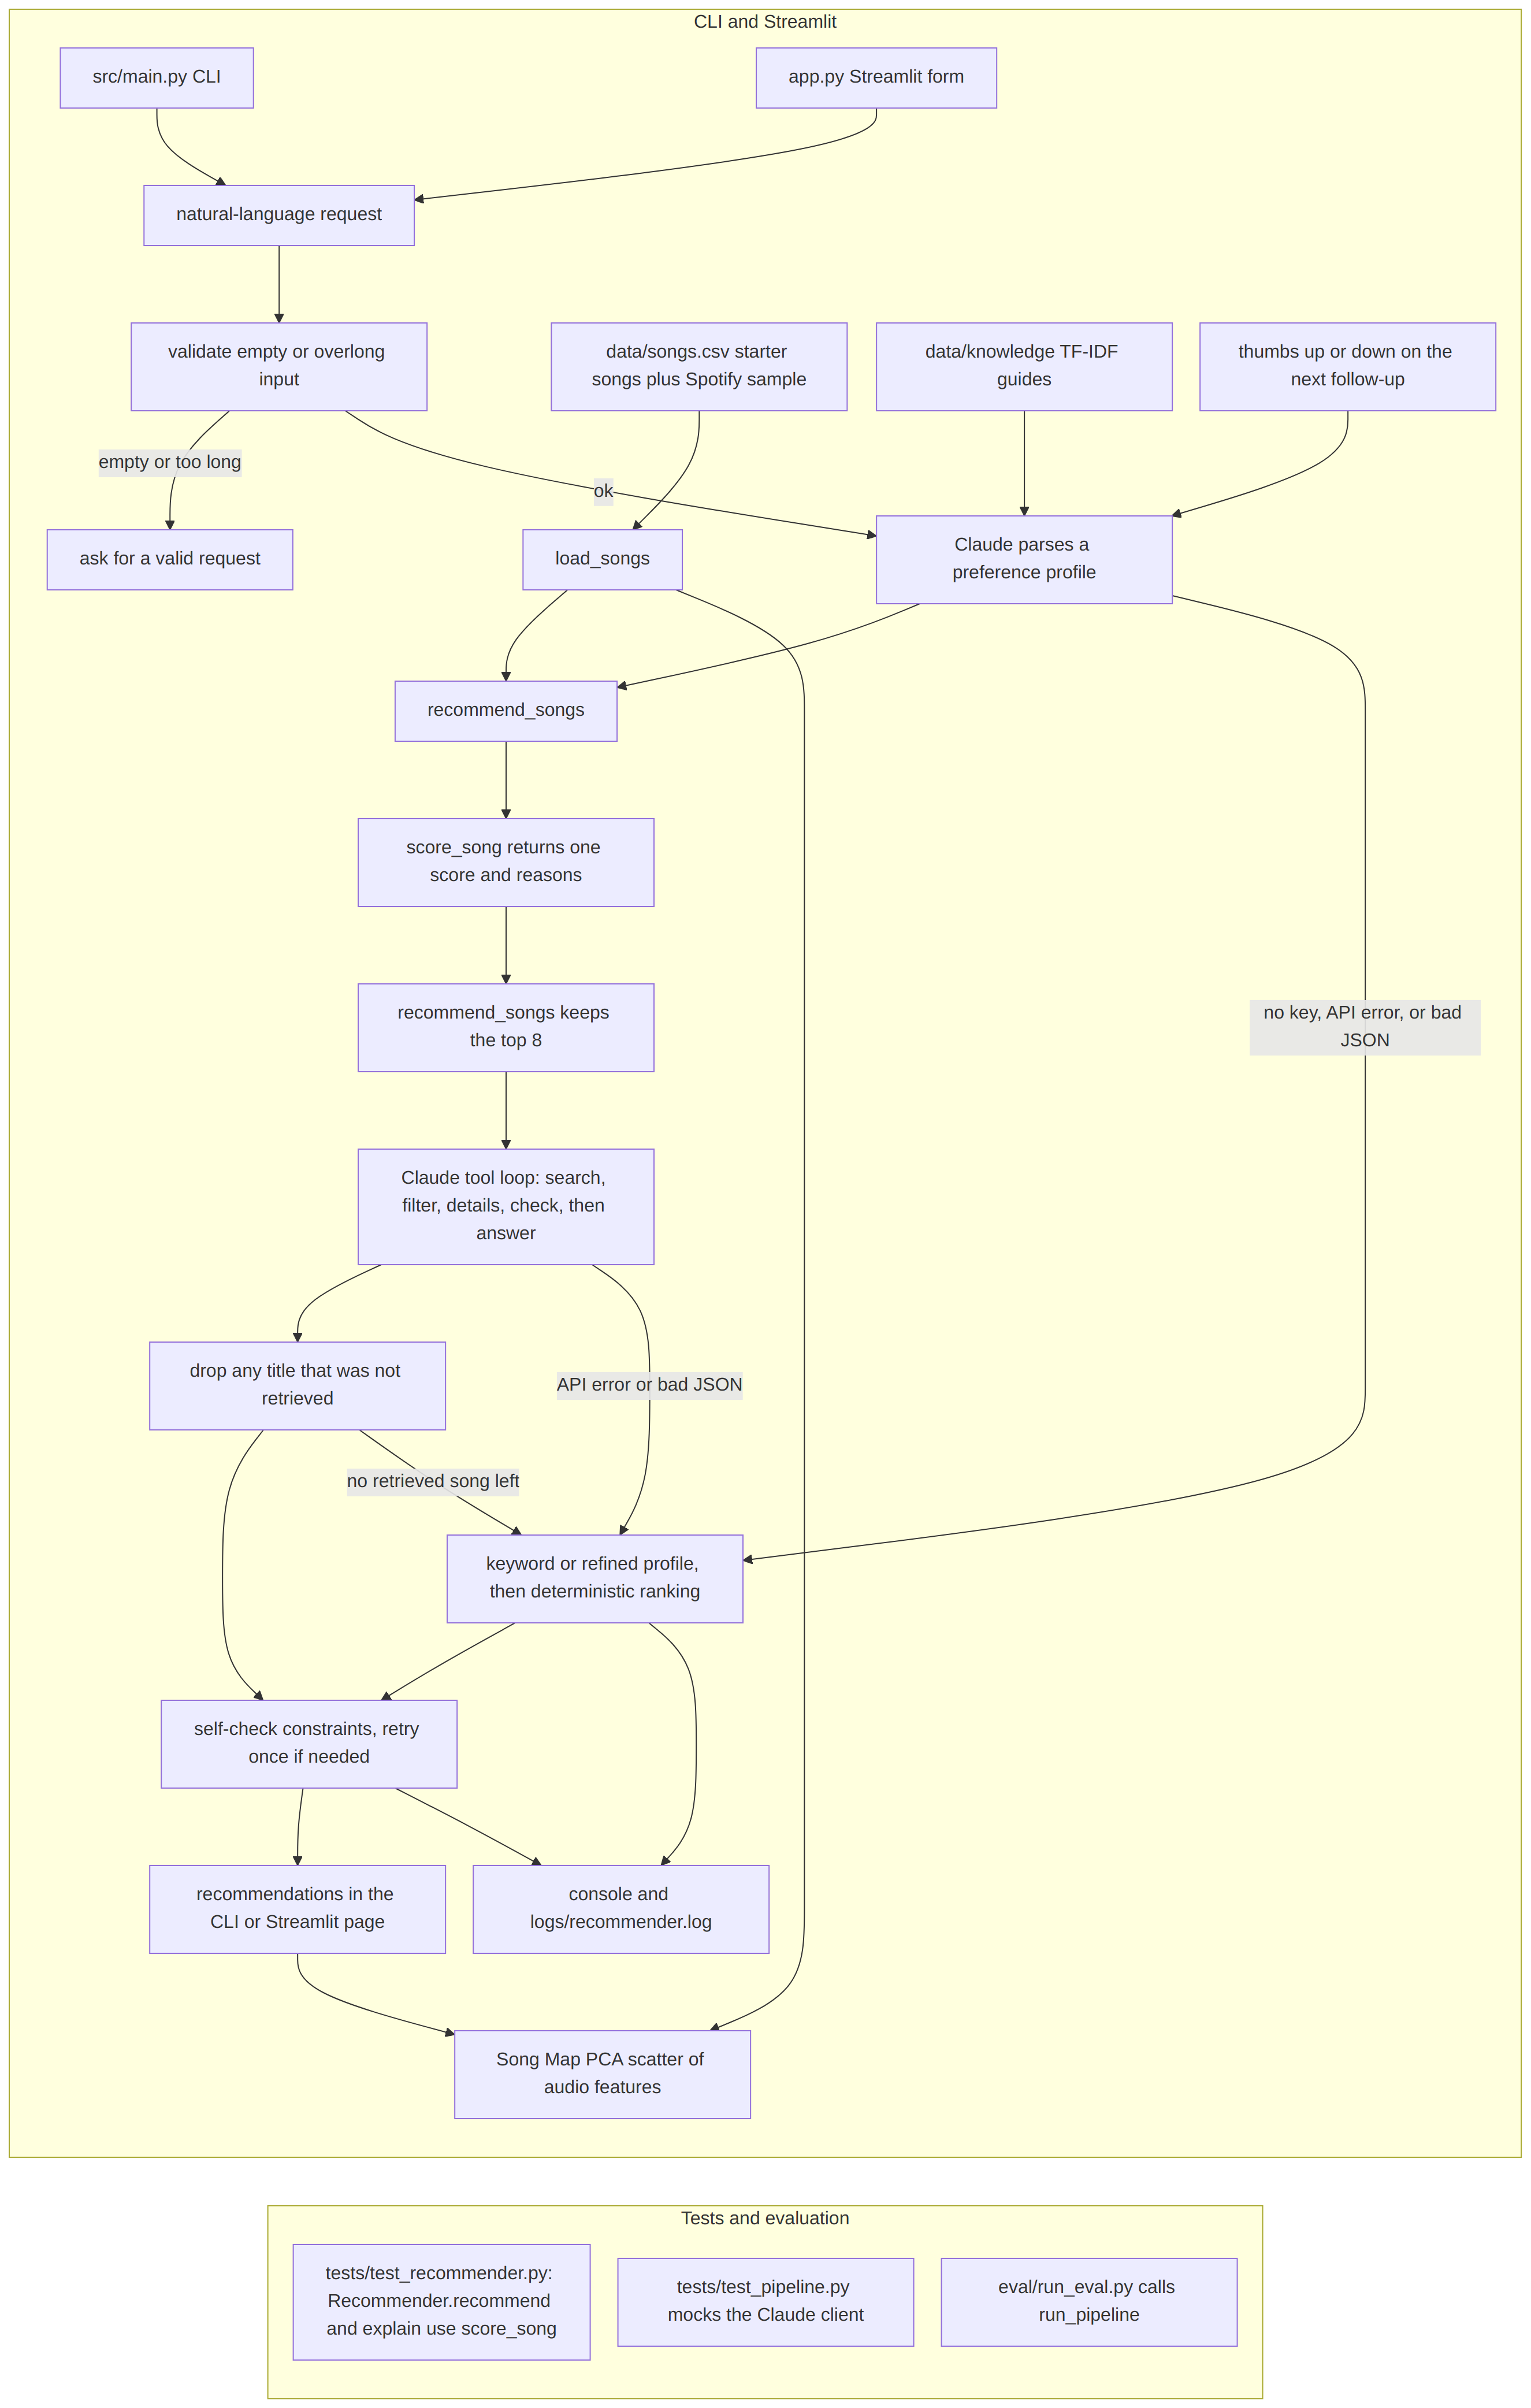 CLI and Streamlit
src/main.py CLI
app.py Streamlit form
natural-language request
validate empty or overlong
input
data/songs.csv starter
songs plus Spotify sample
data/knowledge TF-IDF
guides
thumbs up or down on the
next follow-up
empty or too long
ok
ask for a valid request
load_songs
Claude parses a
preference profile
recommend_songs
score_song returns one
score and reasons
recommend_songs keeps
the top 8
no key, API error, or bad
JSON
Claude tool loop: search,
filter, details, check, then
answer
drop any title that was not
retrieved
API error or bad JSON
no retrieved song left
keyword or refined profile,
then deterministic ranking
self-check constraints, retry
once if needed
recommendations in the
CLI or Streamlit page
console and
logs/recommender.log
Song Map PCA scatter of
audio features
Tests and evaluation
tests/test_recommender.py:
Recommender.recommend
and explain use score_song
tests/test_pipeline.py
mocks the Claude client
eval/run_eval.py calls
run_pipeline